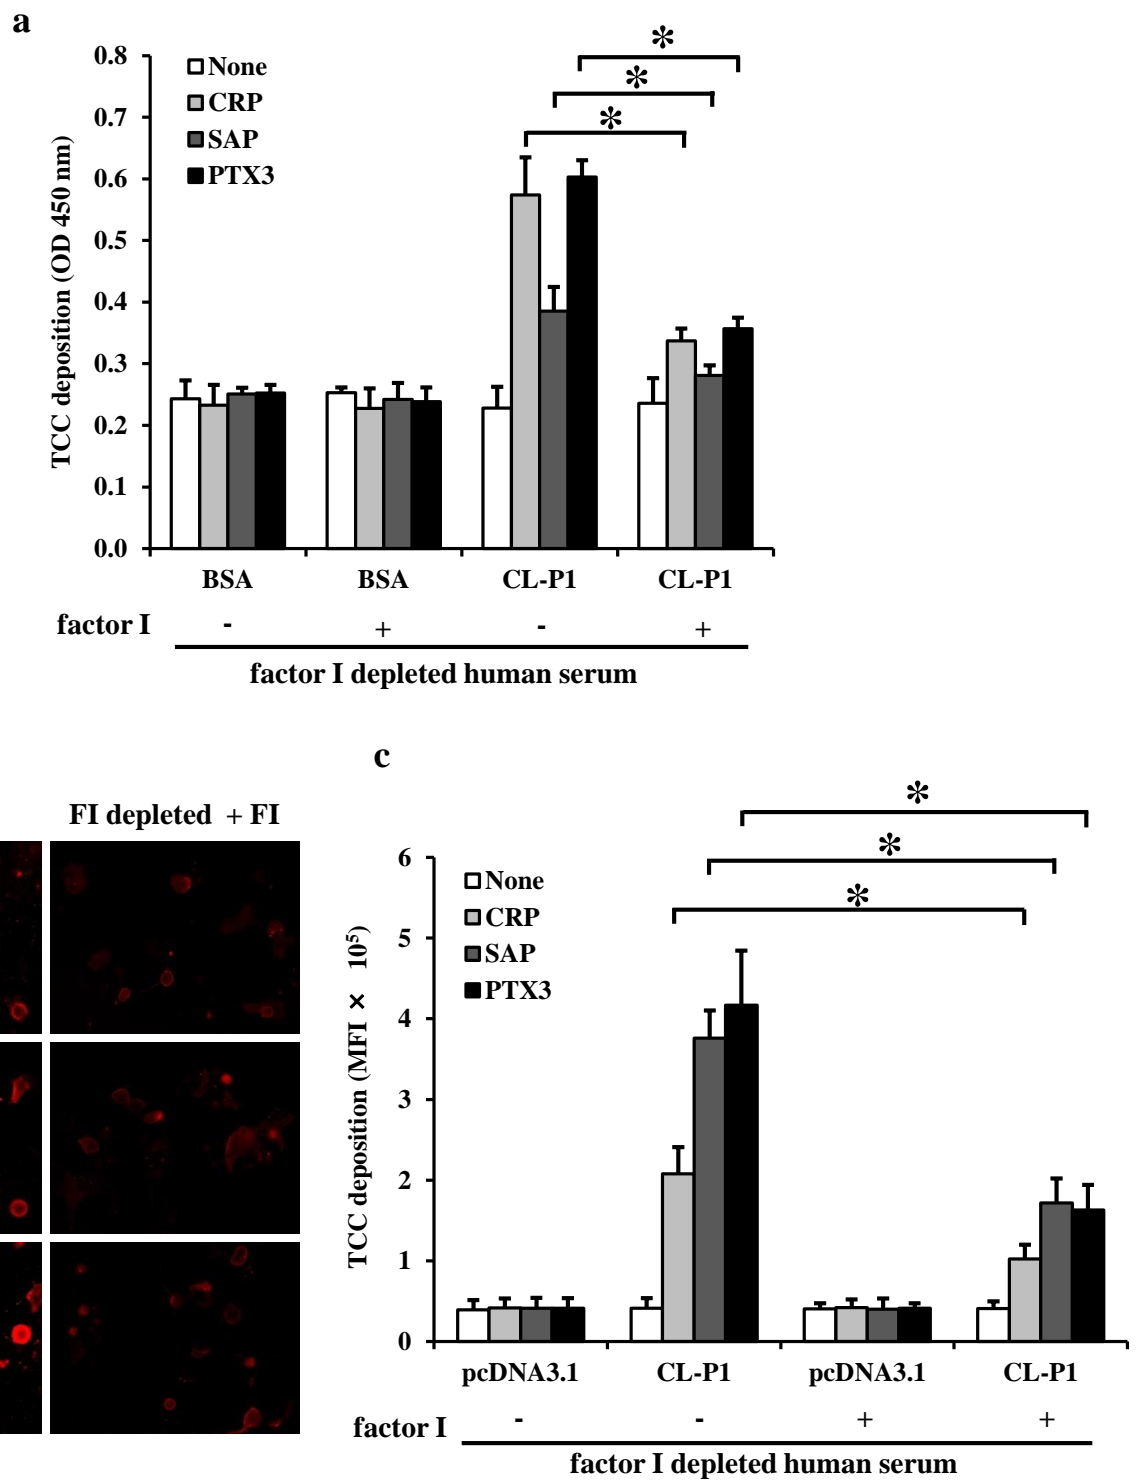 a
*
*
*
0.8
0.7
0.6
0.5
0.4
0.3
0.2
0.1
0.0
TCC deposition (OD 450 nm)
None
CRP
SAP
PTX3
BSA BSA CL-P1 CL-P1
factor I - + - +
factor I depleted human serum
c
FI depleted + FI
*
*
*
6
5
4
3
2
1
0
TCC deposition (MFI × 10⁵)
None
CRP
SAP
PTX3
pcDNA3.1 CL-P1 pcDNA3.1 CL-P1
factor I - - + +
factor I depleted human serum